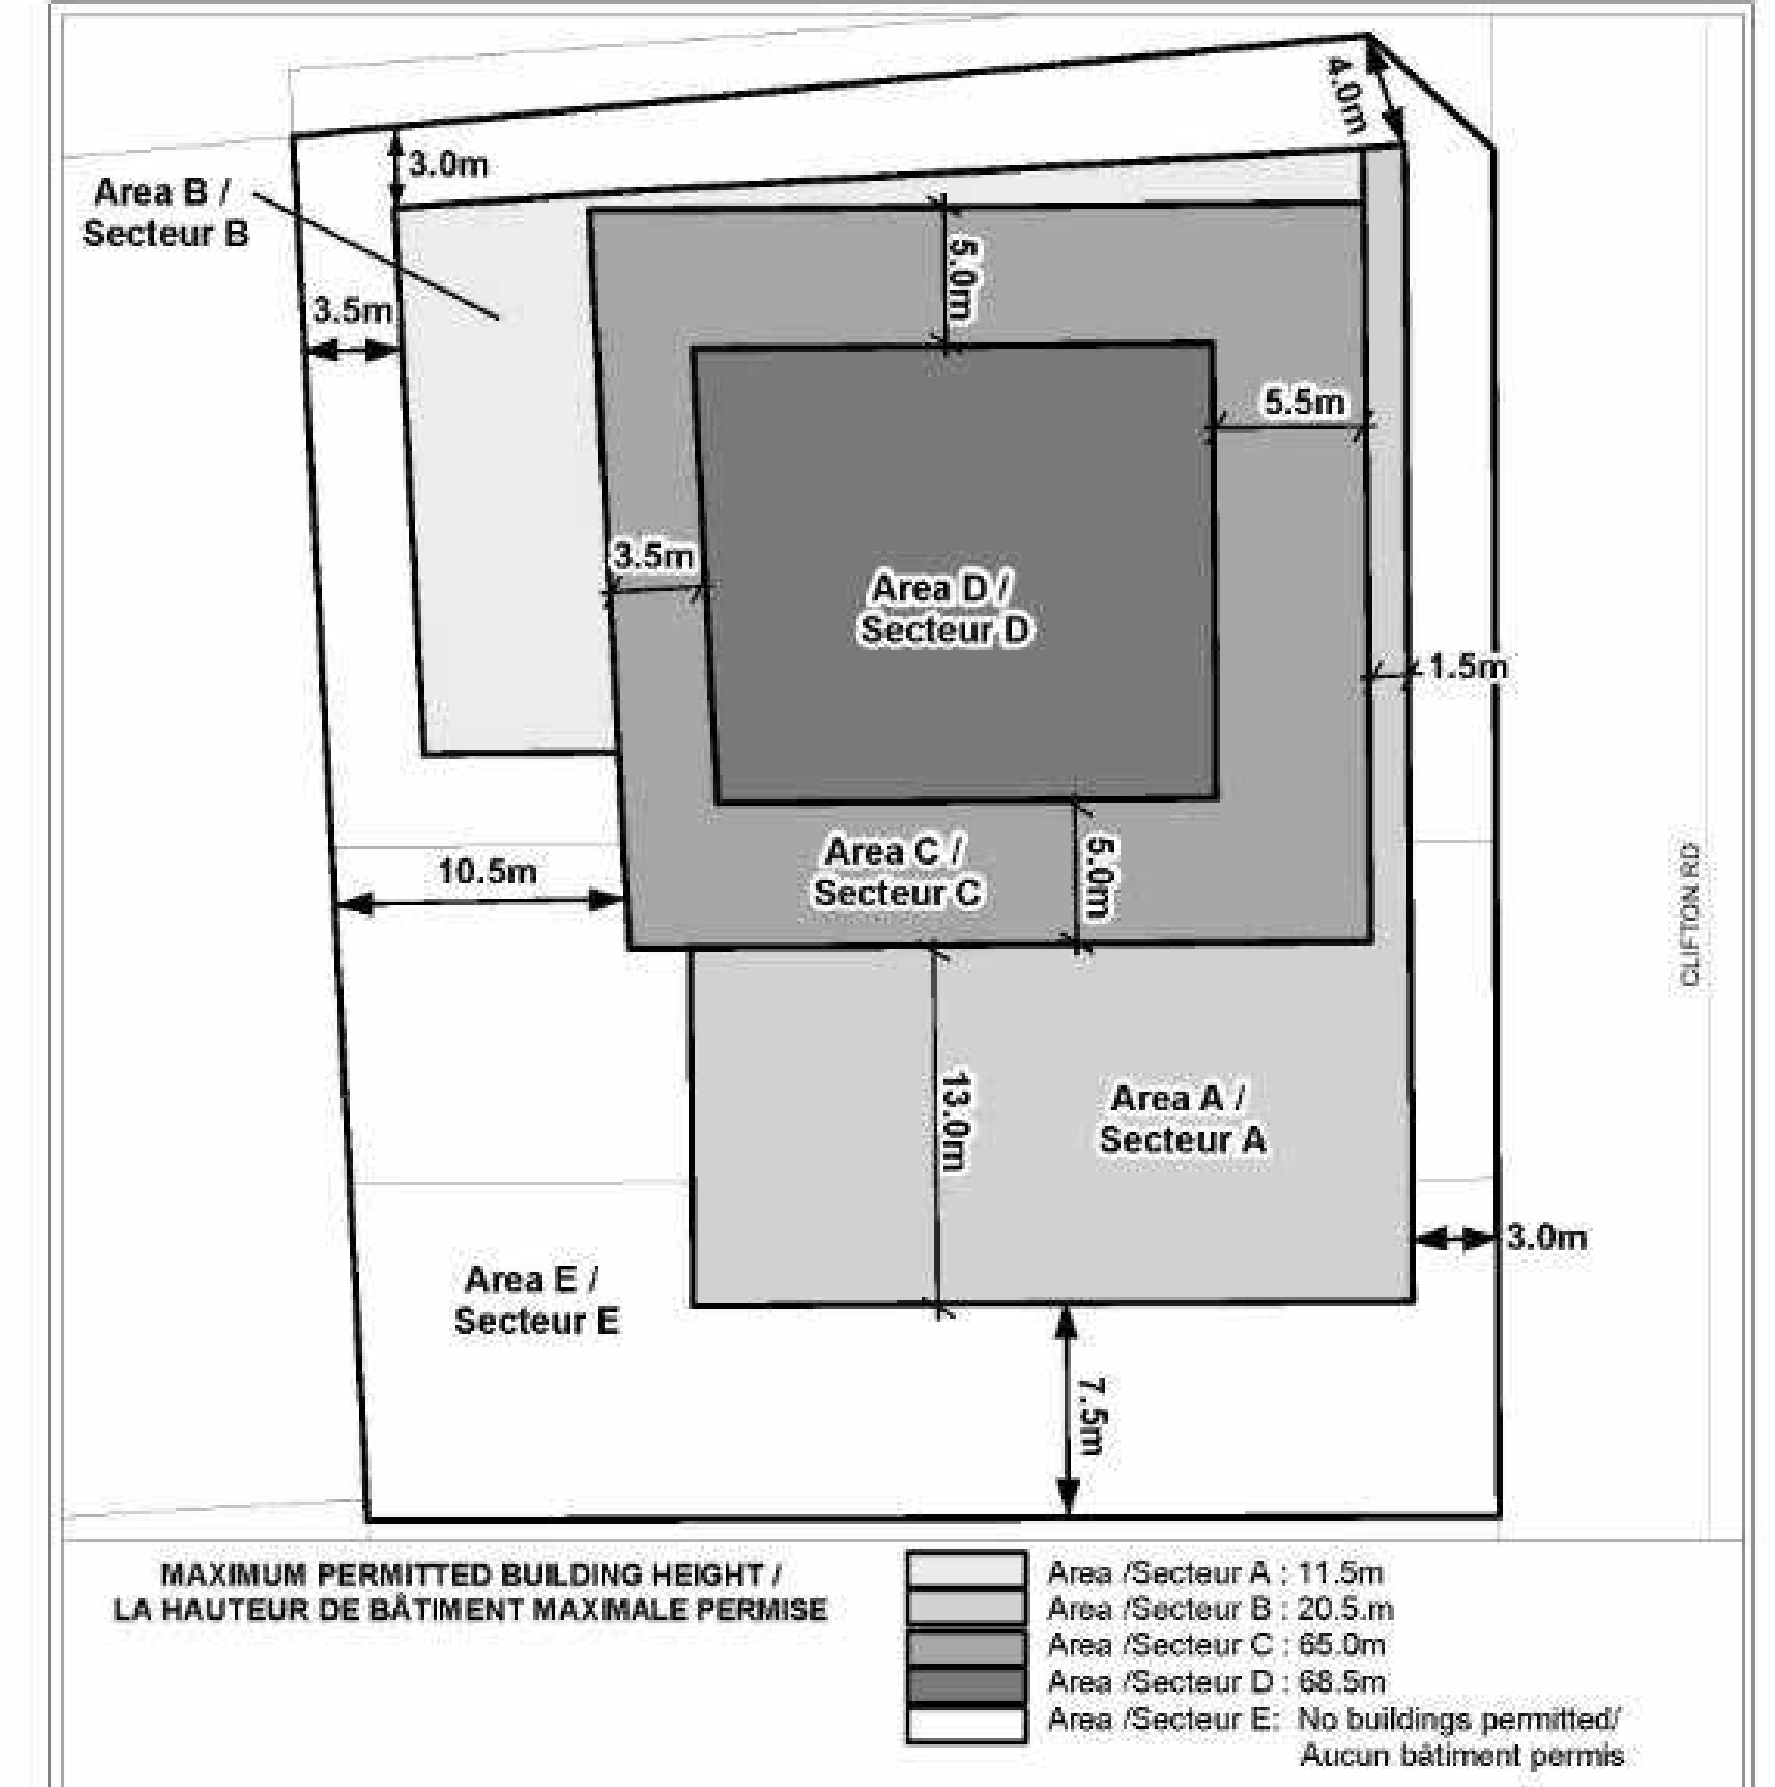 4.0m
3.0m
Area B /
Secteur B
3.5m
5.0m
5.5m
3.5m
Area D /
Secteur D
1.5m
Area C /
Secteur C
5.0m
10.5m
CLIFTON RD
13.0m
Area A /
Secteur A
3.0m
Area E /
Secteur E
7.5m
MAXIMUM PERMITTED BUILDING HEIGHT /
LA HAUTEUR DE BÂTIMENT MAXIMALE PERMISE
Area /Secteur A : 11.5m
Area /Secteur B : 20.5.m
Area /Secteur C : 65.0m
Area /Secteur D : 68.5m
Area /Secteur E: No buildings permitted/
Aucun bâtiment permis